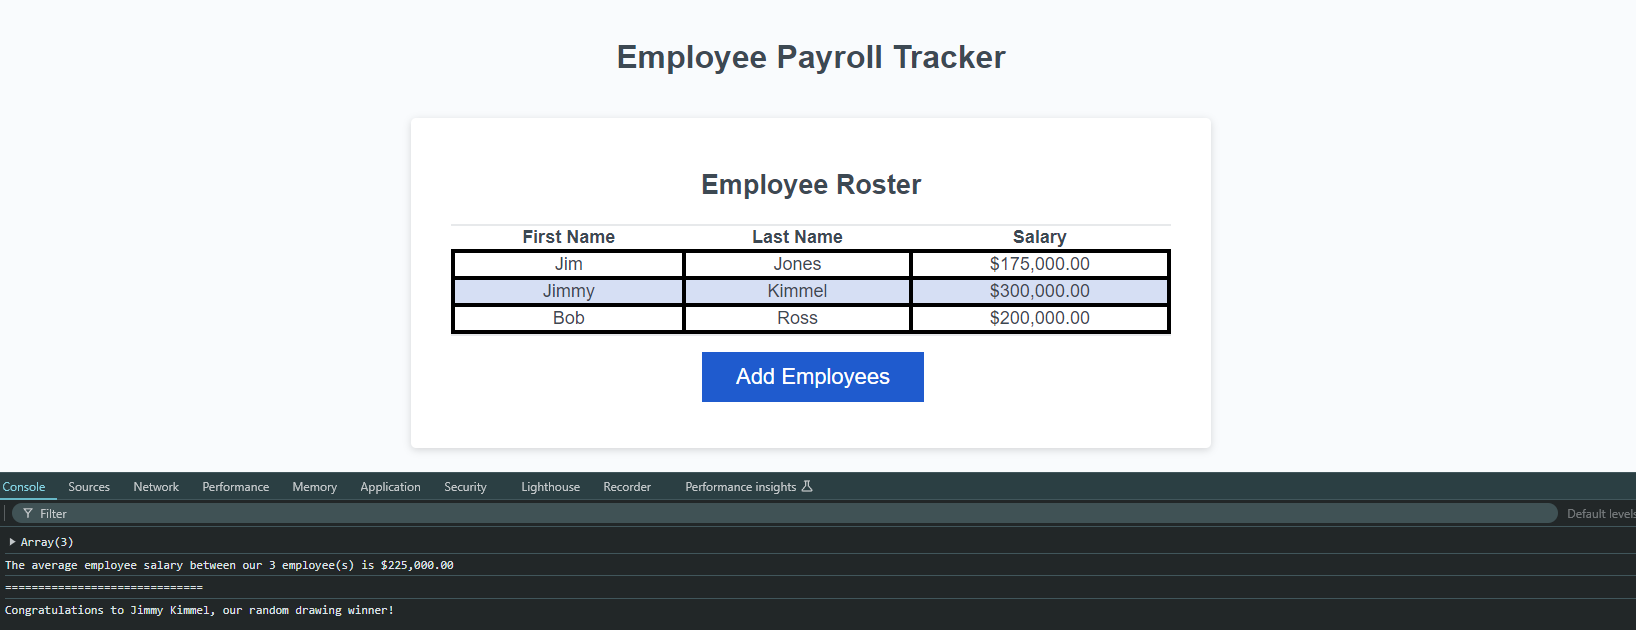 Employee Payroll Tracker
Employee Roster
First Name Last Name Salary
Jim Jones $175,000.00
Jimmy Kimmel $300,000.00
Bob Ross $200,000.00
Add Employees
Console Sources Network Performance Memory Application Security Lighthouse Recorder Performance insights
Filter Default levels
Array(3)
The average employee salary between our 3 employee(s) is $225,000.00
==============================
Congratulations to Jimmy Kimmel, our random drawing winner!